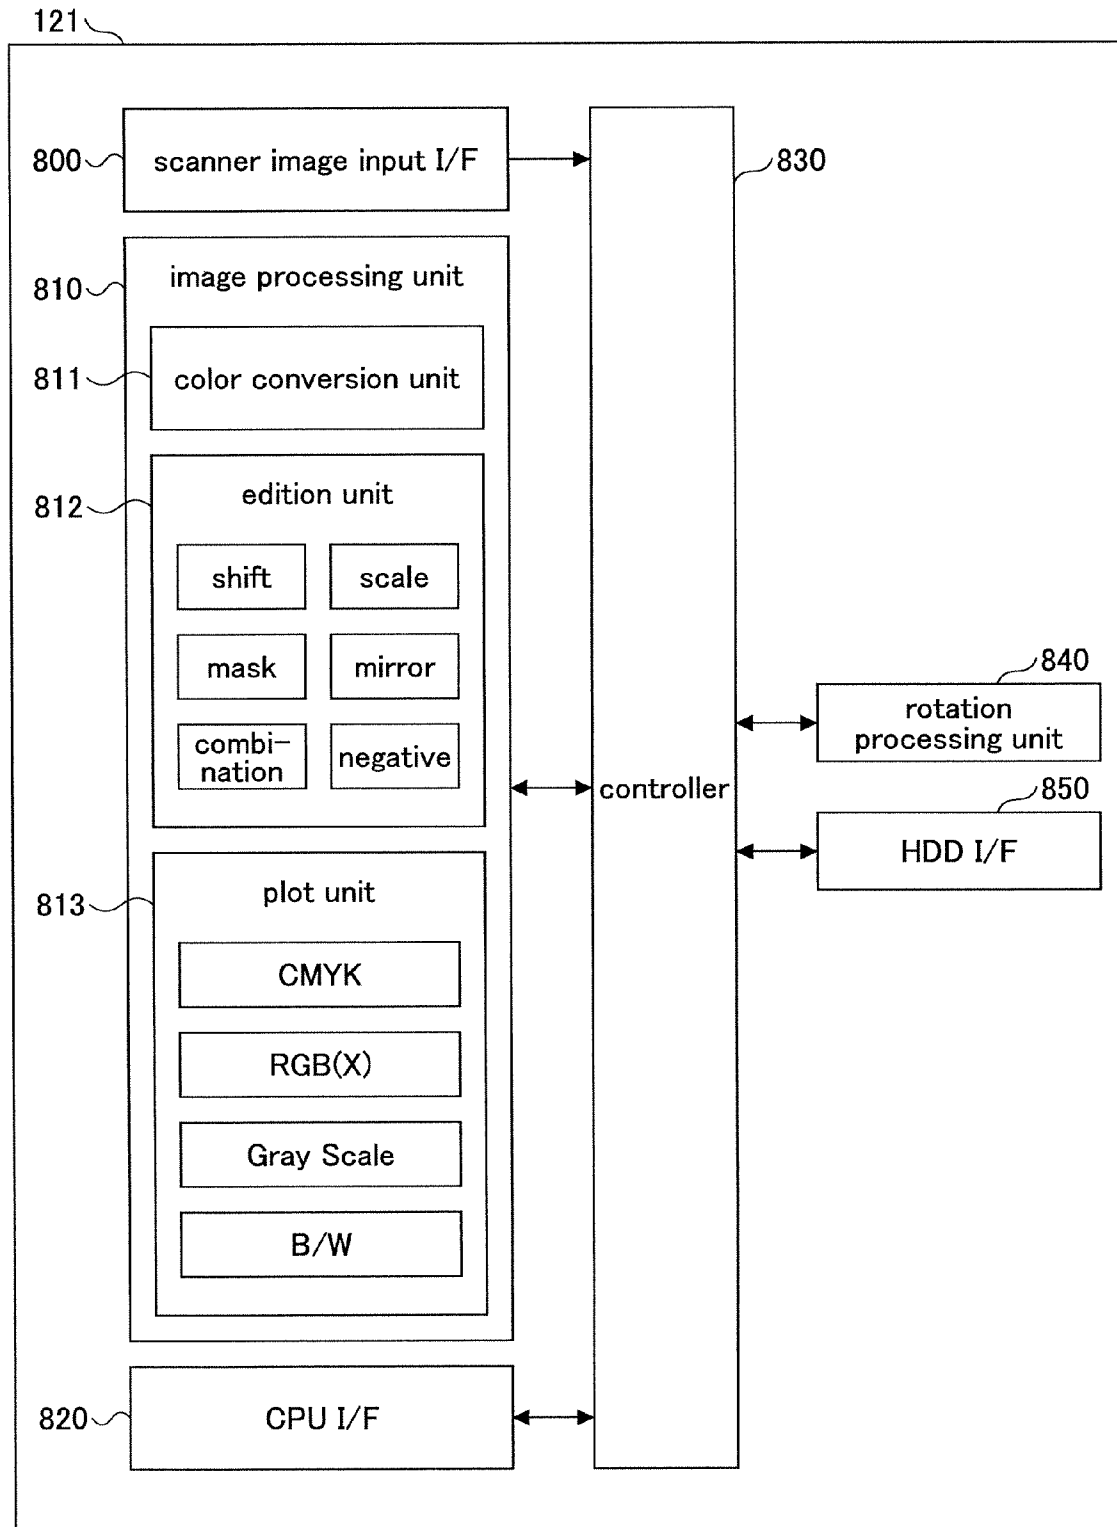 121
800
scanner image input I/F
830
810
image processing unit
811
color conversion unit
812
edition unit
shift
scale
mask
mirror
combi-
nation
negative
controller
840
rotation
processing unit
850
HDD I/F
813
plot unit
CMYK
RGB(X)
Gray Scale
B/W
820
CPU I/F